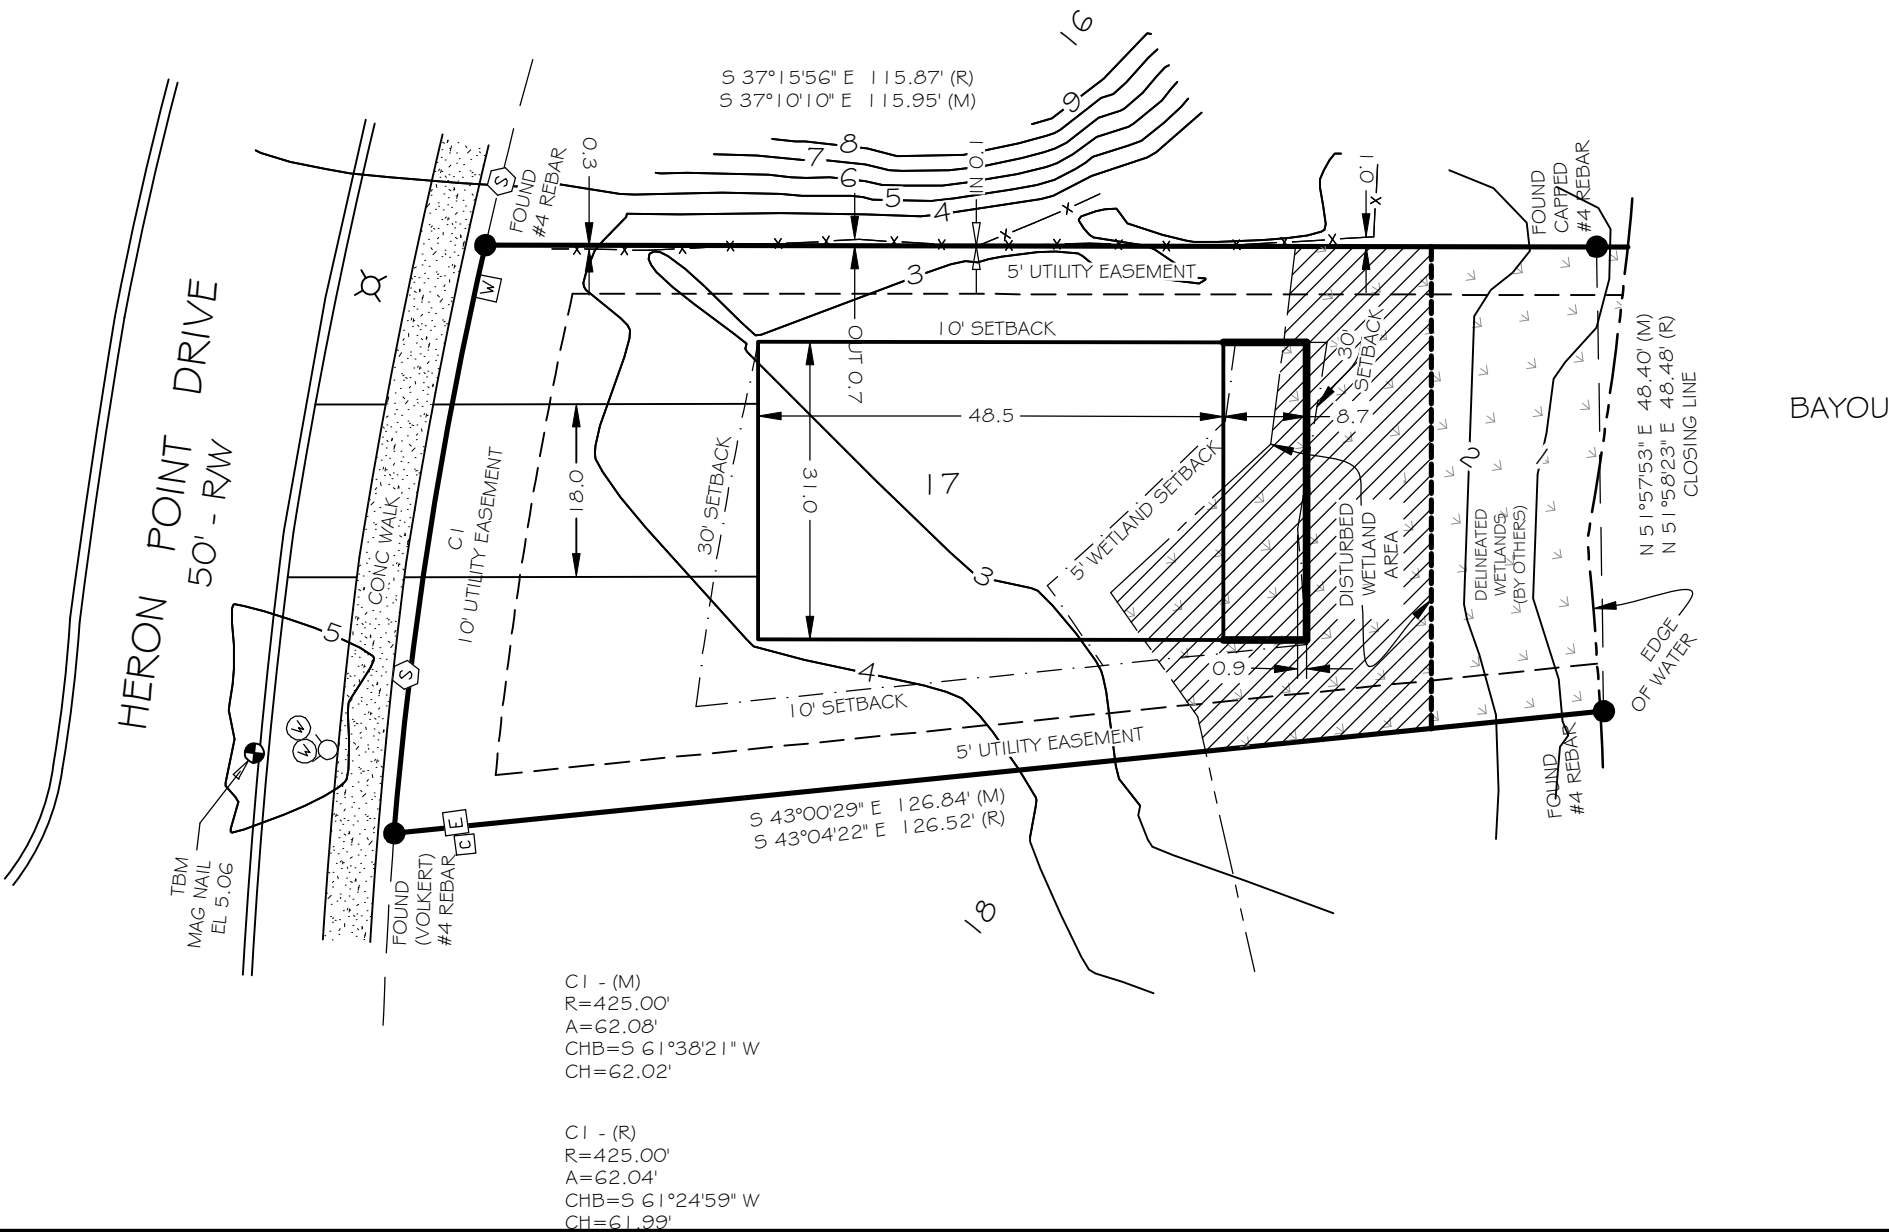 16
S 37°15'56" E 115.87' (R)
S 37°10'10" E 115.95' (M)
9
8
7
6
5
4
3
0.3
IN 0.1
1.0
S
FOUND
#4 REBAR
FOUND
CAPPED
#4 REBAR
W
5' UTILITY EASEMENT
10' SETBACK
OUT 0.7
30'
SETBACK
48.5
8.7
31.0
18.0
17
HERON POINT DRIVE
50' - R/W
CONC WALK
C1
10' UTILITY EASEMENT
30' SETBACK
5' WETLAND SETBACK
DISTURBED
WETLAND
AREA
2
1
DELINEATED
WETLANDS
(BY OTHERS)
N 51°57'53" E 48.40' (M)
N 51°58'23" E 48.48' (R)
CLOSING LINE
BAYOU
EDGE
OF WATER
3
5
S
4
0.9
10' SETBACK
5' UTILITY EASEMENT
W
W
TBM
MAG NAIL
EL 5.06
E
C
FOUND
(VOLKERT)
#4 REBAR
S 43°00'29" E 126.84' (M)
S 43°04'22" E 126.52' (R)
FOUND
#4 REBAR
18
C1 - (M)
R=425.00'
A=62.08'
CHB=S 61°38'21" W
CH=62.02'
C1 - (R)
R=425.00'
A=62.04'
CHB=S 61°24'59" W
CH=61.99'